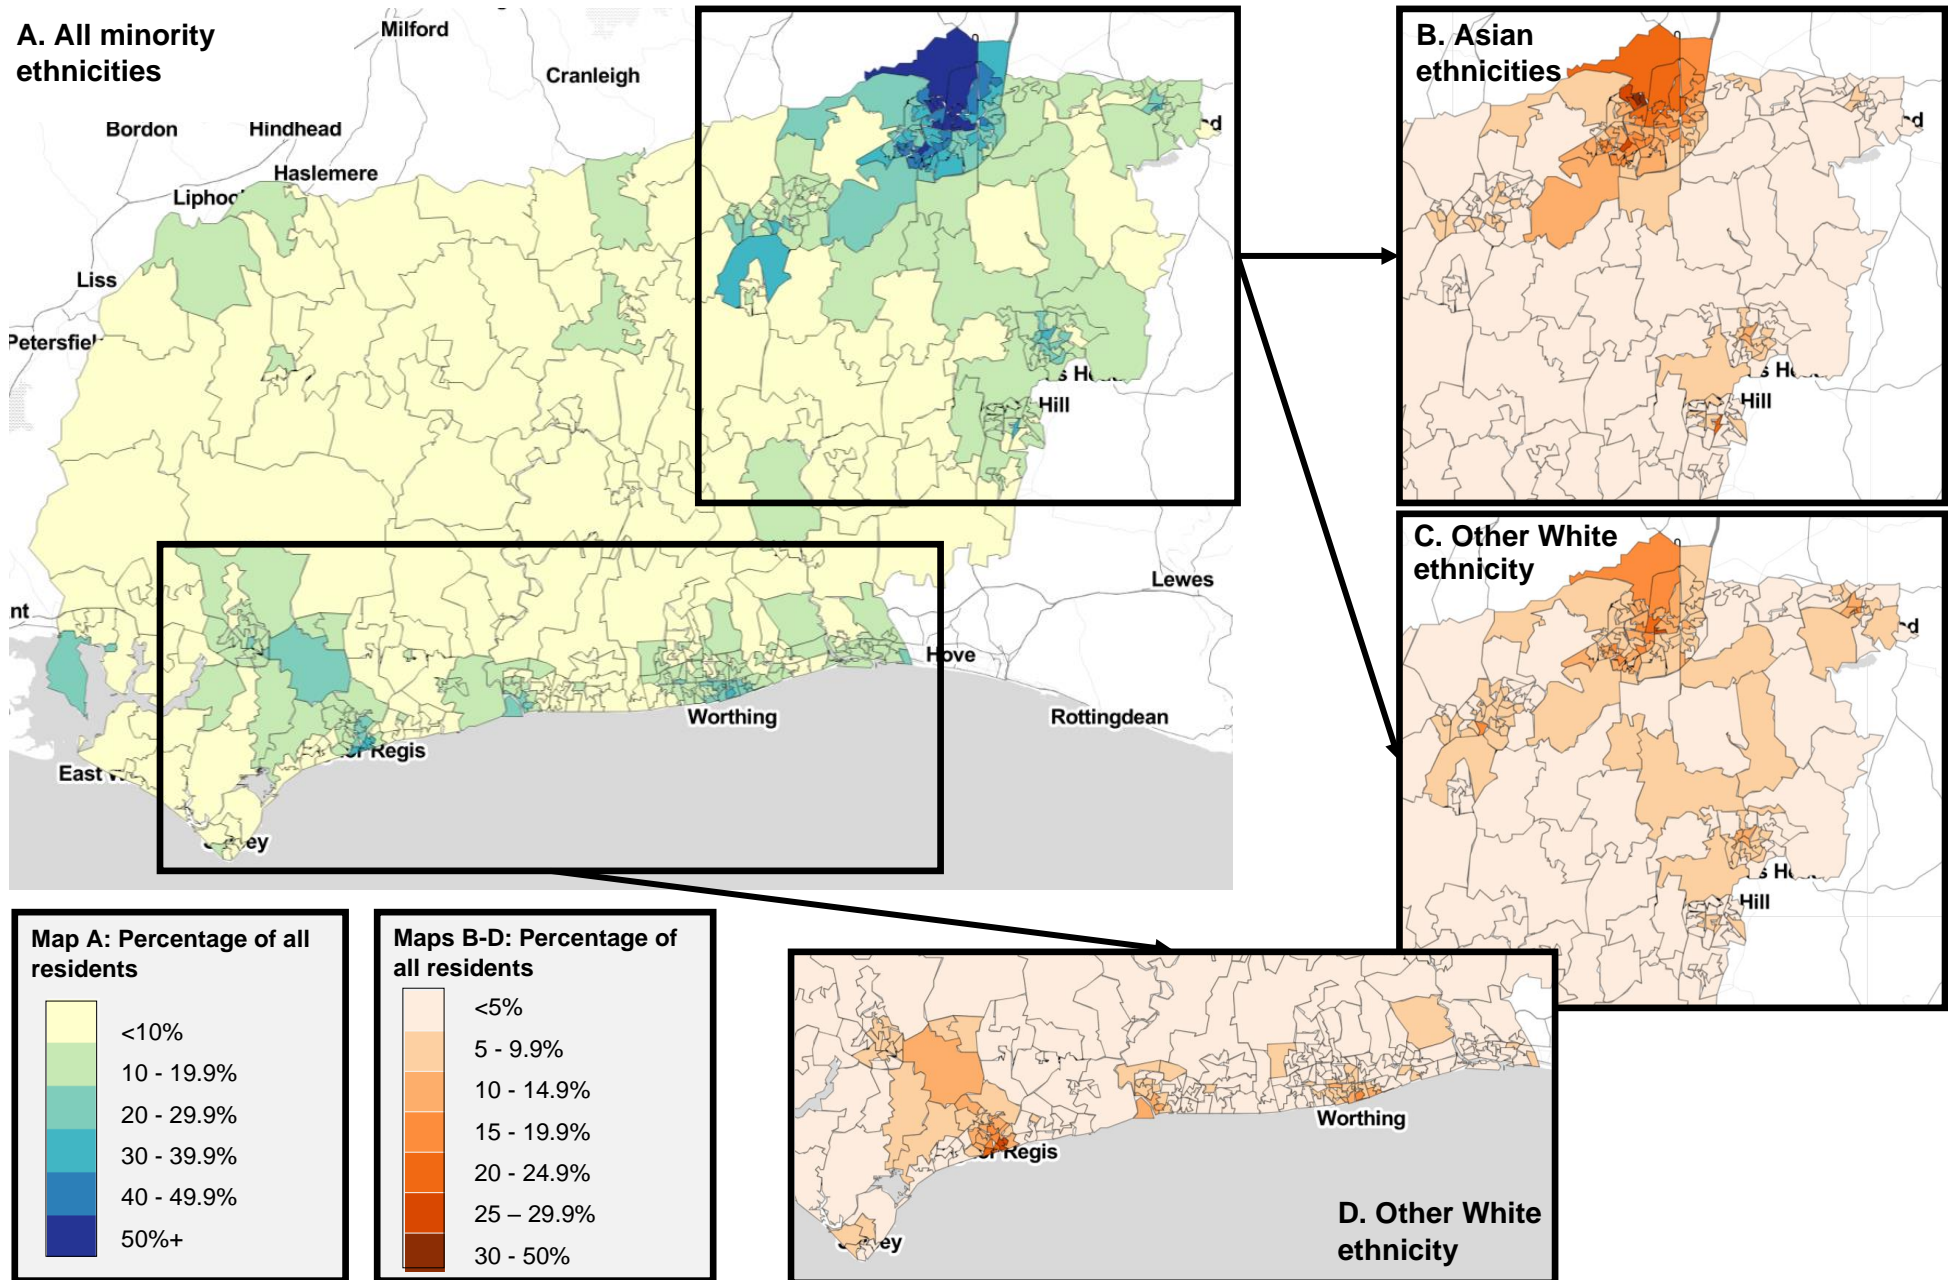 A. All minority
ethnicities
Milford
Cranleigh
Bordon
Hindhead
Haslemere
Liss
Hill
Lewes
Hove
Worthing
Rottingdean
Regis
East
B. Asian
ethnicities
Hill
C. Other White
ethnicity
Hill
Map A: Percentage of all
residents
<10%
10 - 19.9%
20 - 29.9%
30 - 39.9%
40 - 49.9%
50%+
Maps B-D: Percentage of
all residents
<5%
5 - 9.9%
10 - 14.9%
15 - 19.9%
20 - 24.9%
25 – 29.9%
30 - 50%
Worthing
Regis
D. Other White
ethnicity